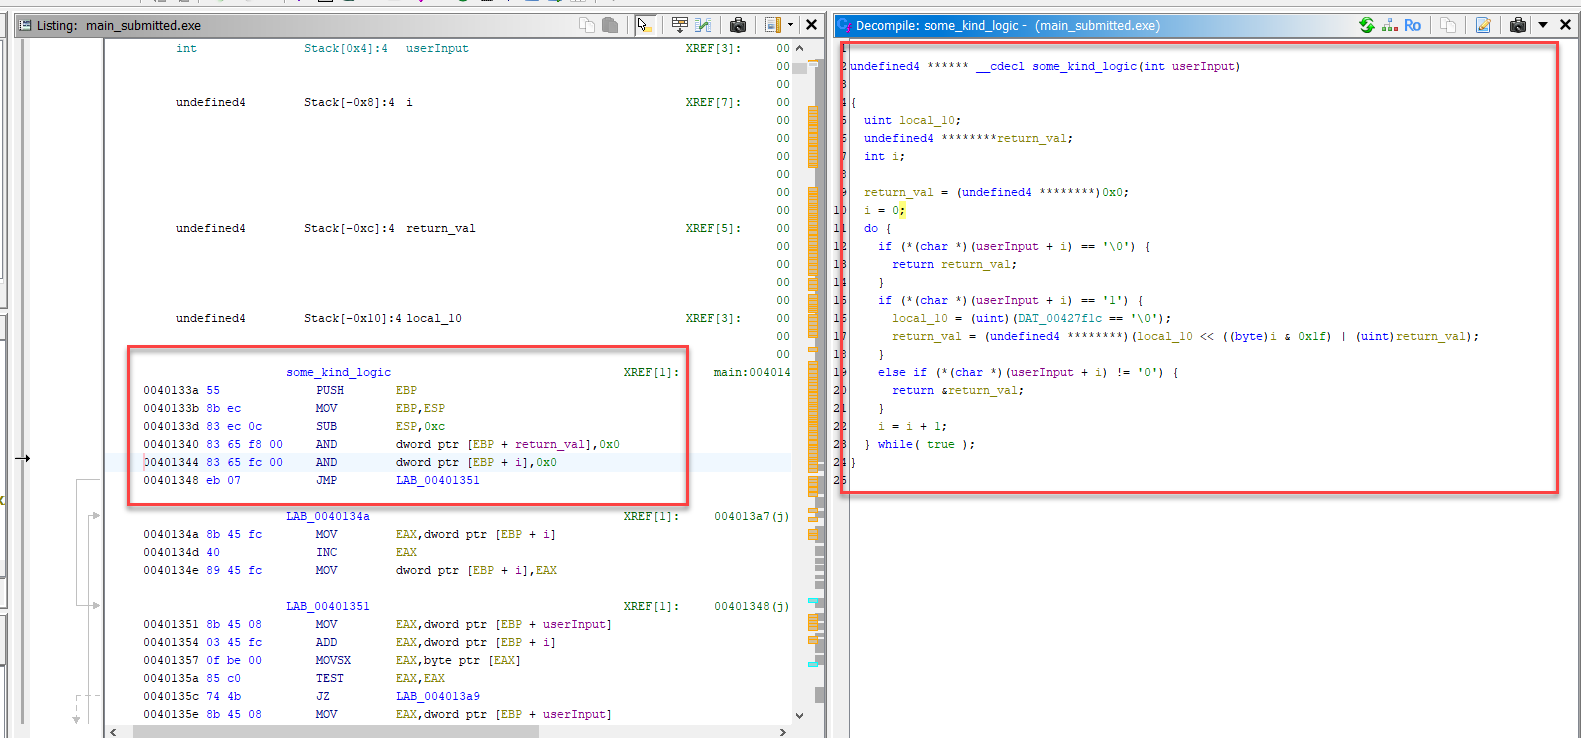 Listing: main_submitted.exe
int Stack[0x4]:4 userInput XREF[3]: 00
00
00
undefined4 Stack[-0x8]:4 i XREF[7]: 00
00
00
00
00
00
00
undefined4 Stack[-0xc]:4 return_val XREF[5]: 00
00
00
00
00
undefined4 Stack[-0x10]:4 local_10 XREF[3]: 00
00
00
some_kind_logic XREF[1]: main:004014
0040133a 55 PUSH EBP
0040133b 8b ec MOV EBP,ESP
0040133d 83 ec 0c SUB ESP,0xc
00401340 83 65 f8 00 AND dword ptr [EBP + return_val],0x0
00401344 83 65 fc 00 AND dword ptr [EBP + i],0x0
00401348 eb 07 JMP LAB_00401351
LAB_0040134a XREF[1]: 004013a7(j)
0040134a 8b 45 fc MOV EAX,dword ptr [EBP + i]
0040134d 40 INC EAX
0040134e 89 45 fc MOV dword ptr [EBP + i],EAX
LAB_00401351 XREF[1]: 00401348(j)
00401351 8b 45 08 MOV EAX,dword ptr [EBP + userInput]
00401354 03 45 fc ADD EAX,dword ptr [EBP + i]
00401357 0f be 00 MOVSX EAX,byte ptr [EAX]
0040135a 85 c0 TEST EAX,EAX
0040135c 74 4b JZ LAB_004013a9
0040135e 8b 45 08 MOV EAX,dword ptr [EBP + userInput]
Decompile: some_kind_logic - (main_submitted.exe)
Ro
1
2 undefined4 ****** __cdecl some_kind_logic(int userInput)
3
4 {
5 uint local_10;
6 undefined4 ********return_val;
7 int i;
8
9 return_val = (undefined4 ********)0x0;
10 i = 0;
11 do {
12 if (*(char *)(userInput + i) == '\0') {
13 return return_val;
14 }
15 if (*(char *)(userInput + i) == '1') {
16 local_10 = (uint)(DAT_00427f1c == '\0');
17 return_val = (undefined4 ********)(local_10 << ((byte)i & 0x1f) | (uint)return_val);
18 }
19 else if (*(char *)(userInput + i) != '0') {
20 return &return_val;
21 }
22 i = i + 1;
23 } while( true );
24 }
25